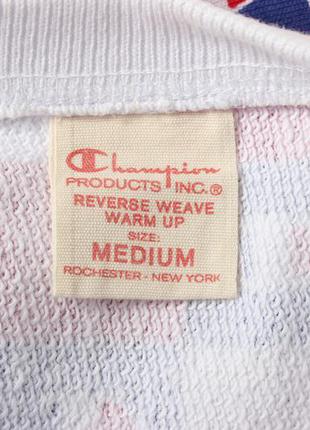 Champion
PRODUCTS INC.®
REVERSE WEAVE
WARM UP
SIZE:
MEDIUM
ROCHESTER - NEW YORK